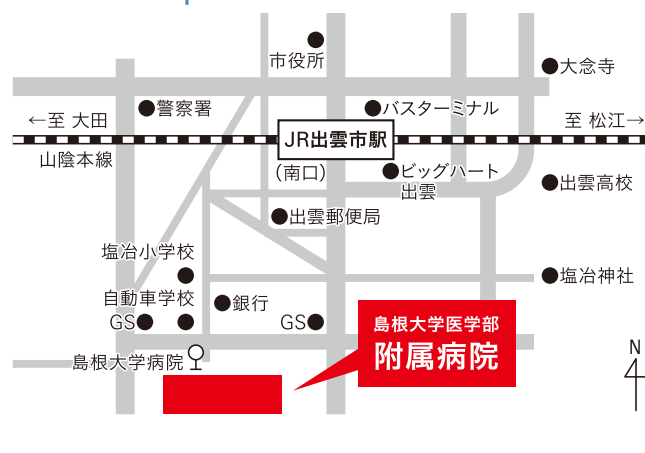 市役所
大念寺
警察署
バスターミナル
←至 大田
至 松江→
JR出雲市駅
山陰本線
(南口)
ビッグハート
出雲
出雲高校
出雲郵便局
塩冶小学校
塩冶神社
自動車学校
銀行
GS
GS
島根大学医学部
附属病院
島根大学病院
N